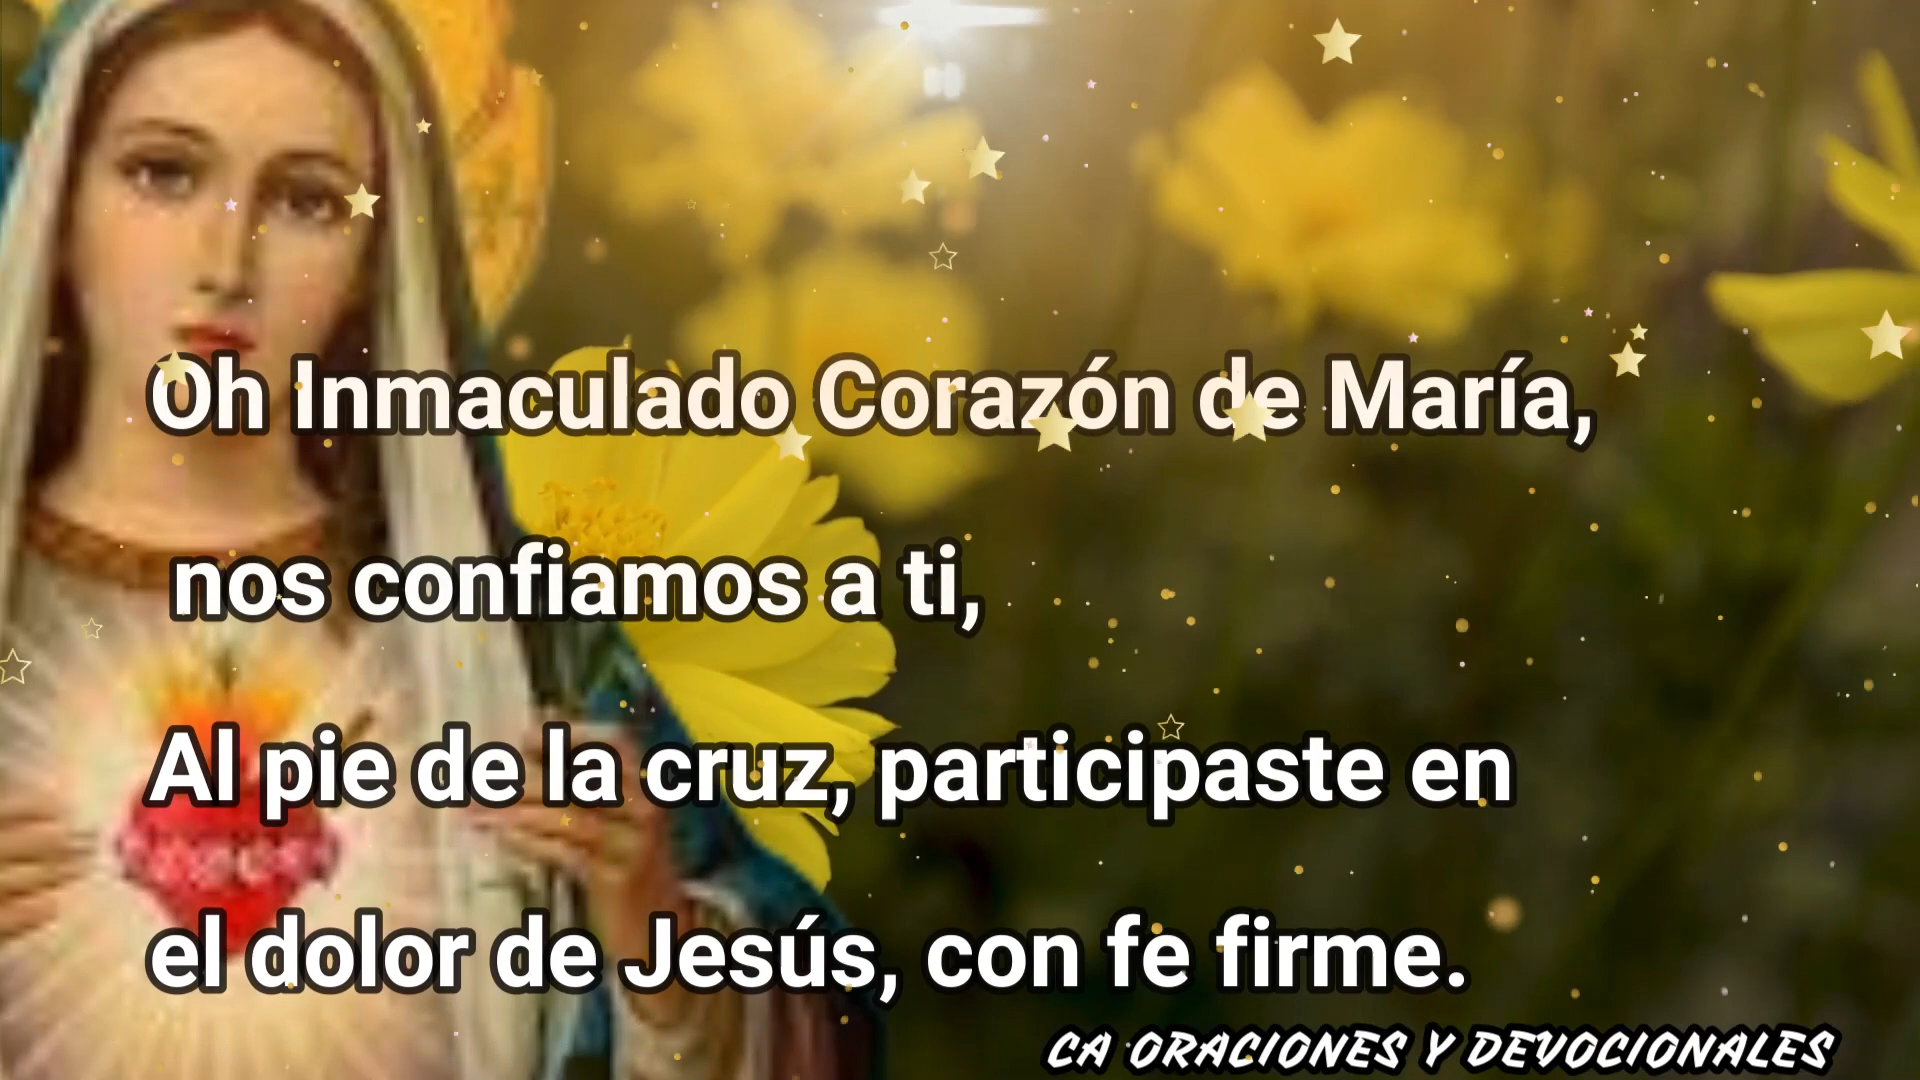 Oh Inmaculado Corazón de María,
nos confiamos a ti,
Al pie de la cruz, participaste en
el dolor de Jesús, con fe firme.
CA ORACIONES Y DEVOCIONALES